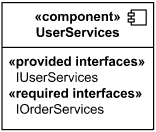 «component»
UserServices
«provided interfaces»
IUserServices
«required interfaces»
IOrderServices